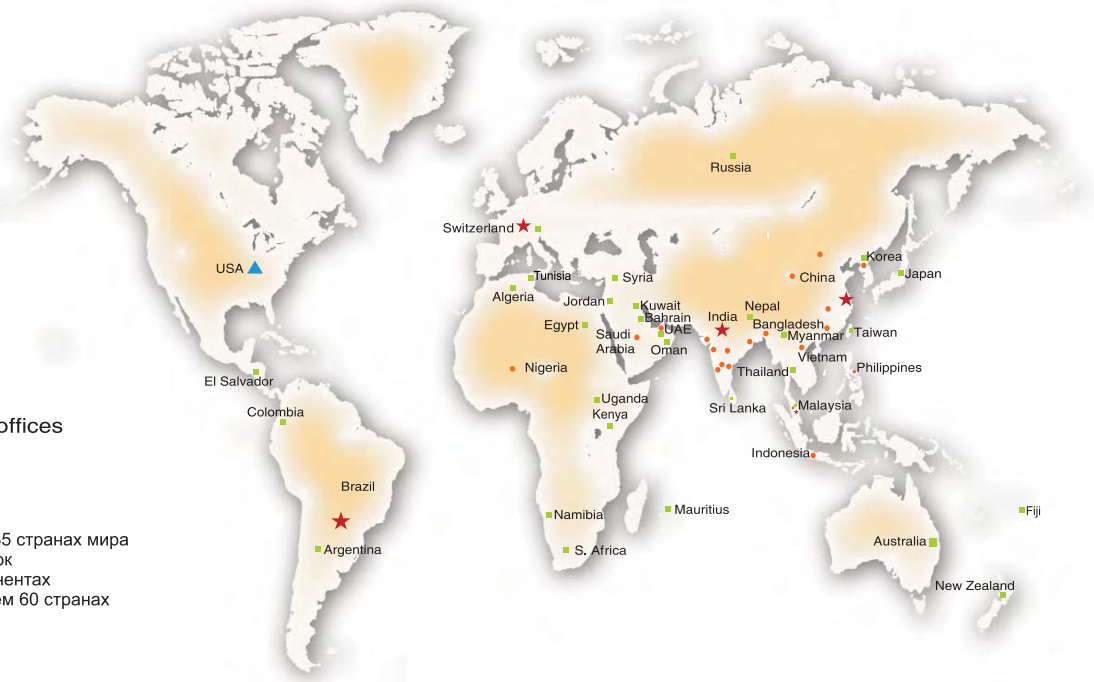 Russia
Switzerland
USA
Korea
Tunisia
Syria
China
Japan
Algeria
Jordan
Kuwait
Nepal
Bahrain
India
Egypt
UAE
Bangladesh
Saudi
Arabia
Myanmar
Taiwan
Oman
Vietnam
Nigeria
Thailand
Philippines
El Salvador
Uganda
Sri Lanka
Malaysia
Colombia
Kenya
offices
Indonesia
Brazil
Mauritius
Fiji
Namibia
Australia
35 странах мира
Argentina
S. Africa
ем 60 странах
New Zealand